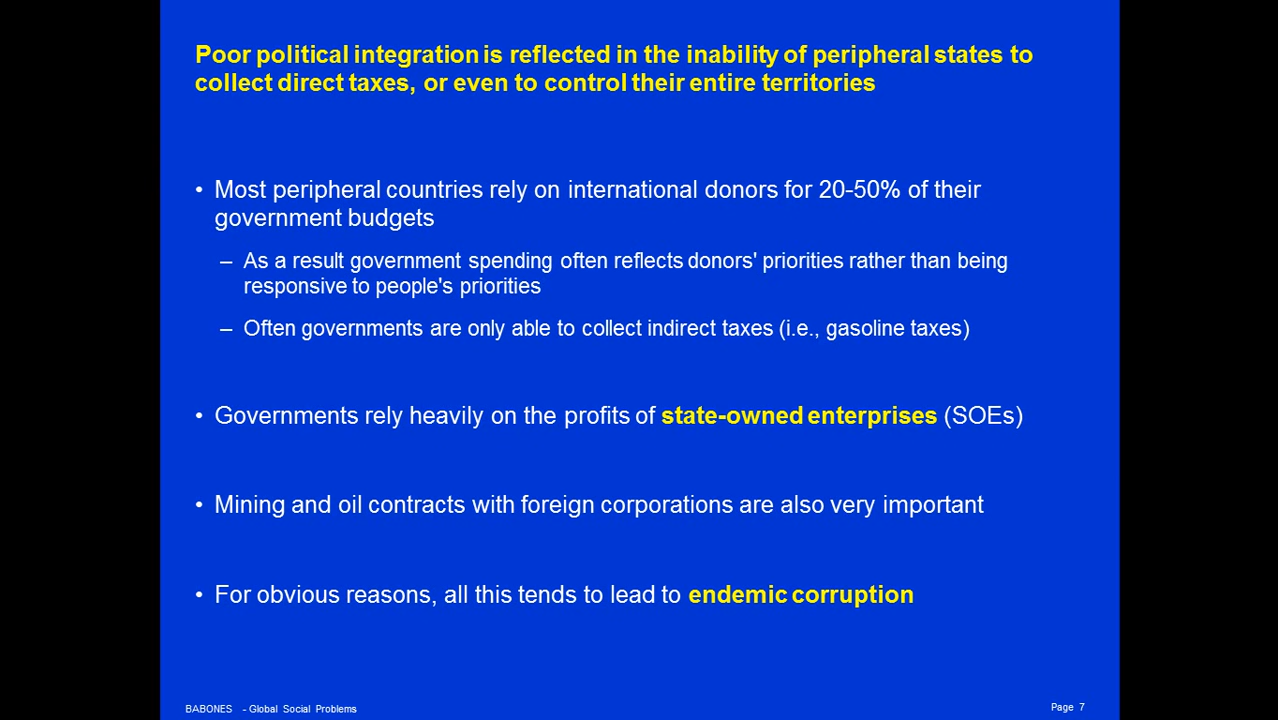 Poor political integration is reflected in the inability of peripheral states to
collect direct taxes, or even to control their entire territories
• Most peripheral countries rely on international donors for 20-50% of their
government budgets
– As a result government spending often reflects donors' priorities rather than being
responsive to people's priorities
– Often governments are only able to collect indirect taxes (i.e., gasoline taxes)
• Governments rely heavily on the profits of state-owned enterprises (SOEs)
• Mining and oil contracts with foreign corporations are also very important
• For obvious reasons, all this tends to lead to endemic corruption
BABONES - Global Social Problems
Page 7